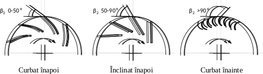 β₂ 0-50° β₂ 50-90° β₂ >90°
Curbat înapoi Înclinat înapoi Curbat înainte